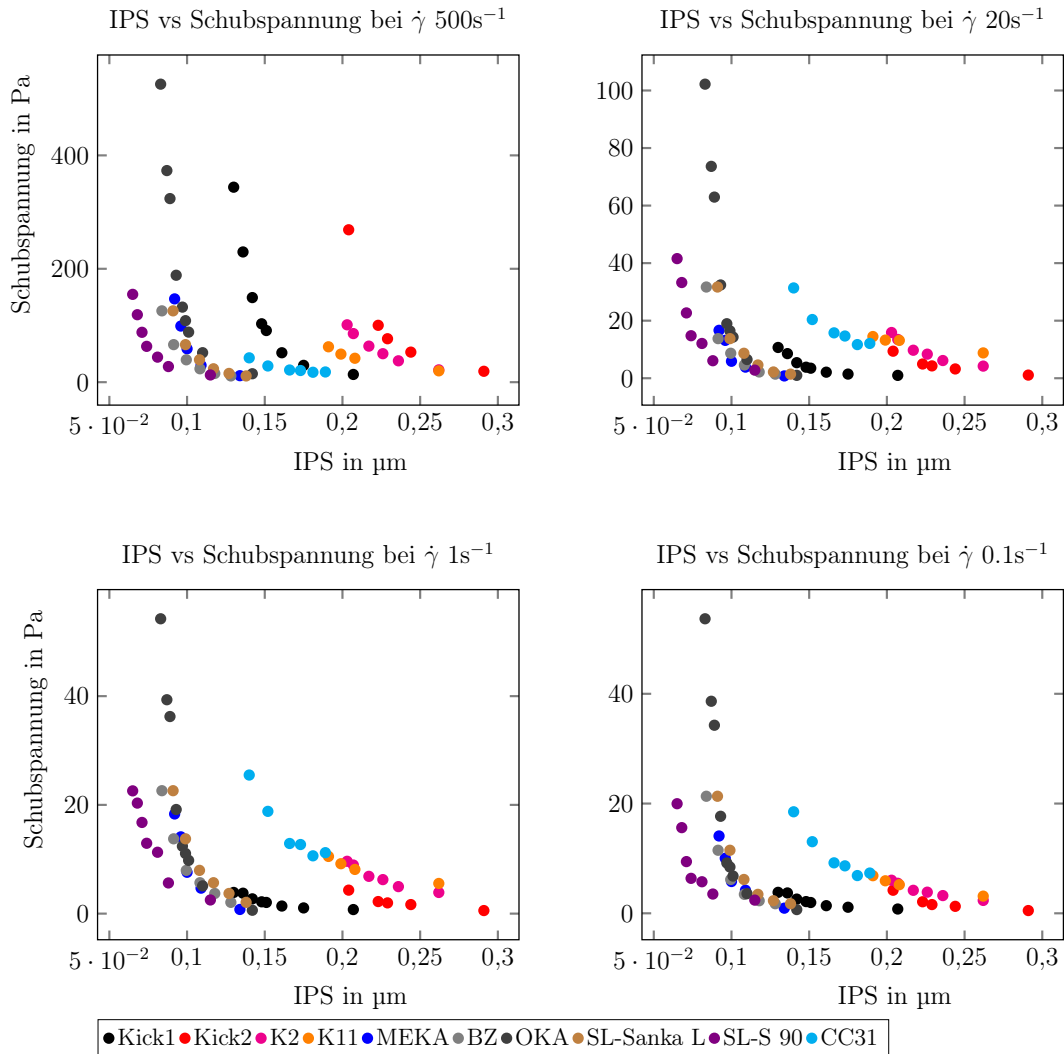 IPS vs Schubspannung bei γ̇ 500s⁻¹
Schubspannung in Pa
400
200
0
5 · 10⁻² 0,1 0,15 0,2 0,25 0,3
IPS in µm
IPS vs Schubspannung bei γ̇ 20s⁻¹
100
80
60
40
20
0
5 · 10⁻² 0,1 0,15 0,2 0,25 0,3
IPS in µm
IPS vs Schubspannung bei γ̇ 1s⁻¹
Schubspannung in Pa
40
20
0
5 · 10⁻² 0,1 0,15 0,2 0,25 0,3
IPS in µm
IPS vs Schubspannung bei γ̇ 0.1s⁻¹
40
20
0
5 · 10⁻² 0,1 0,15 0,2 0,25 0,3
IPS in µm
Kick1 Kick2 K2 K11 MEKA BZ OKA SL-Sanka L SL-S 90 CC31